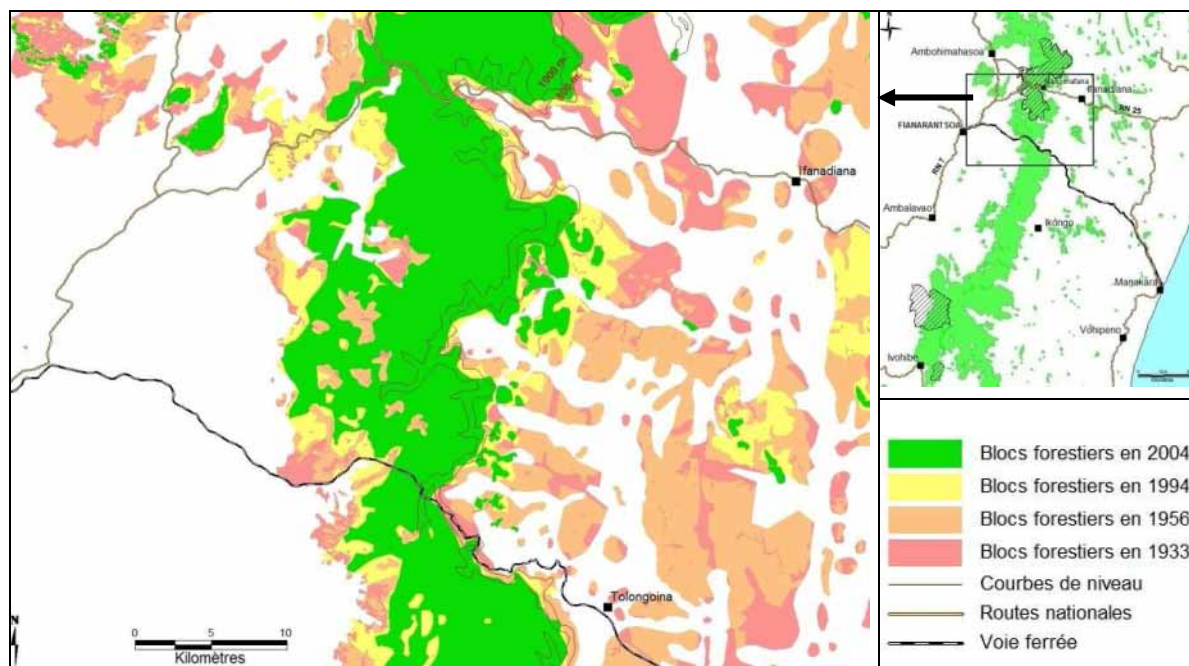 1000 m
Ifanadiana
Tolongoina
N
0 5 10
Kilomètres
Ambohimahasoa
Ifanadiana
RN 25
FIANARANTSOA
RN 7
Ambalavao
Ikongo
Manakara
Vohipeno
Ivohibe
Blocs forestiers en 2004
Blocs forestiers en 1994
Blocs forestiers en 1956
Blocs forestiers en 1933
Courbes de niveau
Routes nationales
Voie ferrée